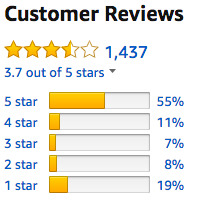 Customer Reviews
1,437
3.7 out of 5 stars
5 star 55%
4 star 11%
3 star 7%
2 star 8%
1 star 19%